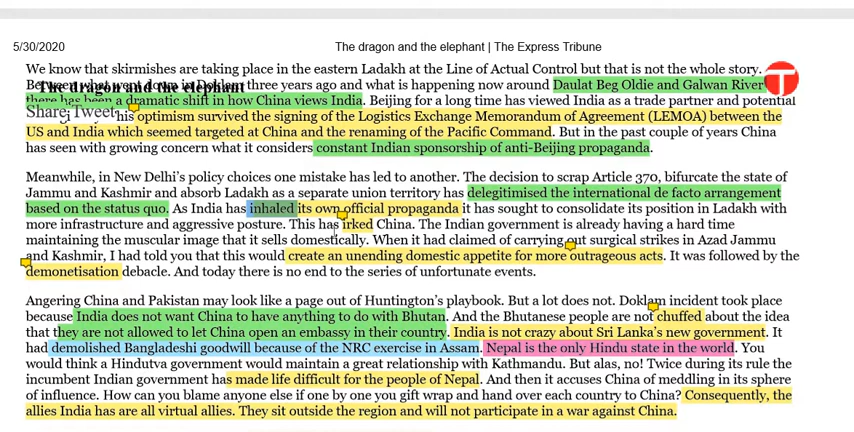 5/30/2020 The dragon and the elephant | The Express Tribune
We know that skirmishes are taking place in the eastern Ladakh at the Line of Actual Control but that is not the whole story.
Between what went down in Doklam three years ago and what is happening now around Daulat Beg Oldie and Galwan River
The dragon and the elephant
there has been a dramatic shift in how China views India. Beijing for a long time has viewed India as a trade partner and potential
Share Tweet his optimism survived the signing of the Logistics Exchange Memorandum of Agreement (LEMOA) between the
US and India which seemed targeted at China and the renaming of the Pacific Command. But in the past couple of years China
has seen with growing concern what it considers constant Indian sponsorship of anti-Beijing propaganda.
Meanwhile, in New Delhi's policy choices one mistake has led to another. The decision to scrap Article 370, bifurcate the state of
Jammu and Kashmir and absorb Ladakh as a separate union territory has delegitimised the international de facto arrangement
based on the status quo. As India has inhaled its own official propaganda it has sought to consolidate its position in Ladakh with
more infrastructure and aggressive posture. This has irked China. The Indian government is already having a hard time
maintaining the muscular image that it sells domestically. When it had claimed of carrying out surgical strikes in Azad Jammu
and Kashmir, I had told you that this would create an unending domestic appetite for more outrageous acts. It was followed by the
demonetisation debacle. And today there is no end to the series of unfortunate events.
Angering China and Pakistan may look like a page out of Huntington's playbook. But a lot does not. Doklam incident took place
because India does not want China to have anything to do with Bhutan. And the Bhutanese people are not chuffed about the idea
that they are not allowed to let China open an embassy in their country. India is not crazy about Sri Lanka's new government. It
had demolished Bangladeshi goodwill because of the NRC exercise in Assam. Nepal is the only Hindu state in the world. You
would think a Hindutva government would maintain a great relationship with Kathmandu. But alas, no! Twice during its rule the
incumbent Indian government has made life difficult for the people of Nepal. And then it accuses China of meddling in its sphere
of influence. How can you blame anyone else if one by one you gift wrap and hand over each country to China? Consequently, the
allies India has are all virtual allies. They sit outside the region and will not participate in a war against China.